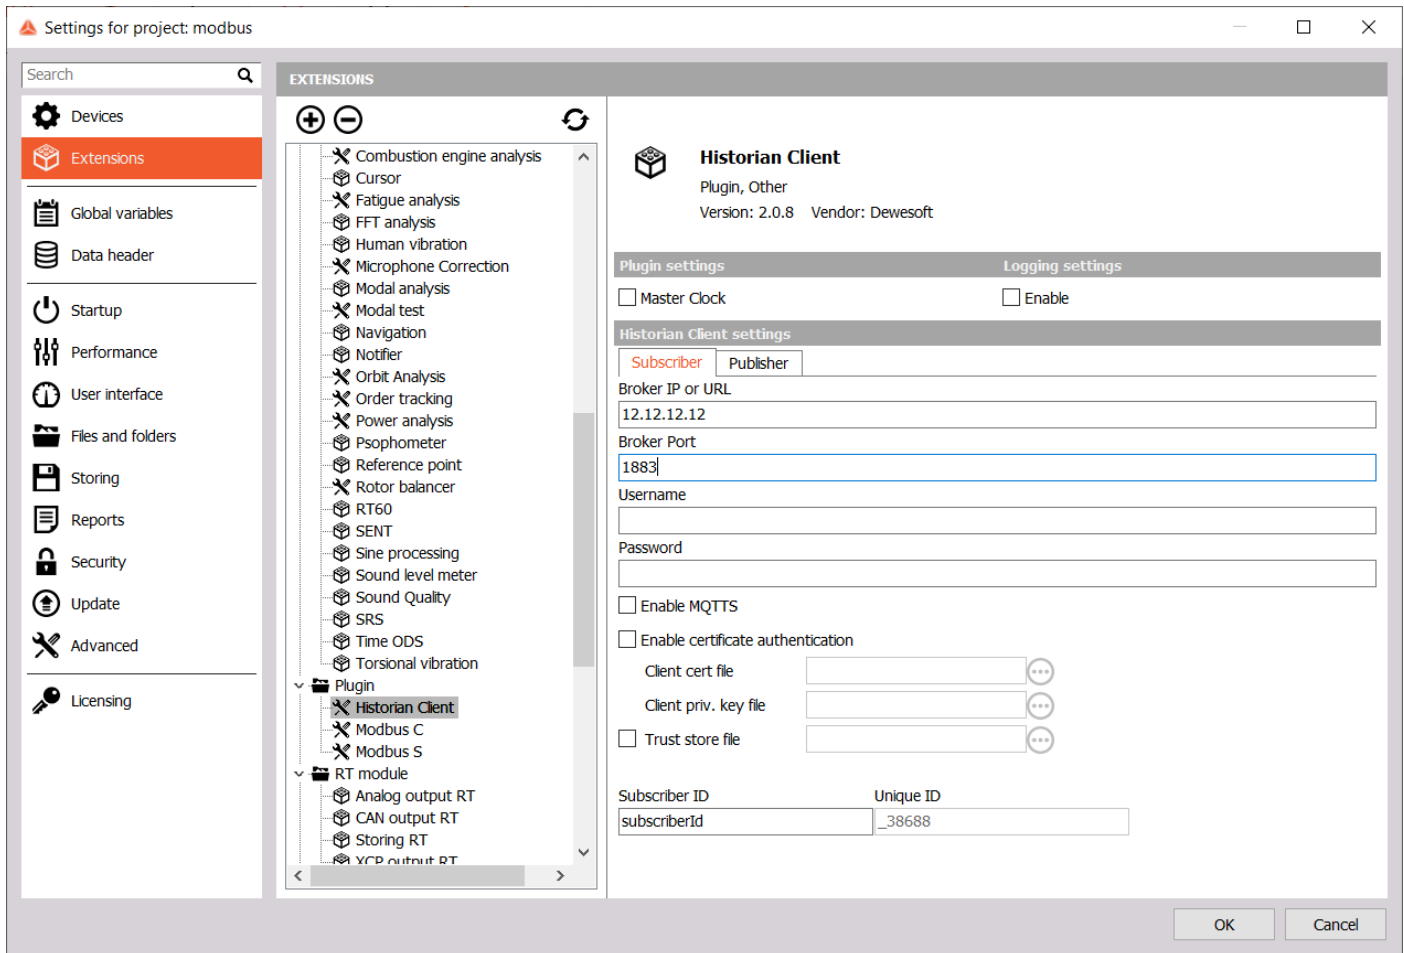 Settings for project: modbus
Search
Devices
Extensions
Global variables
Data header
Startup
Performance
User interface
Files and folders
Storing
Reports
Security
Update
Advanced
Licensing
EXTENSIONS
Combustion engine analysis
Cursor
Fatigue analysis
FFT analysis
Human vibration
Microphone Correction
Modal analysis
Modal test
Navigation
Notifier
Orbit Analysis
Order tracking
Power analysis
Psophometer
Reference point
Rotor balancer
RT60
SENT
Sine processing
Sound level meter
Sound Quality
SRS
Time ODS
Torsional vibration
Plugin
Historian Client
Modbus C
Modbus S
RT module
Analog output RT
CAN output RT
Storing RT
XCP output RT
Historian Client
Plugin, Other
Version: 2.0.8 Vendor: Dewesoft
Plugin settings Logging settings
Master Clock Enable
Historian Client settings
Subscriber Publisher
Broker IP or URL
12.12.12.12
Broker Port
1883
Username
Password
Enable MQTTS
Enable certificate authentication
Client cert file
Client priv. key file
Trust store file
Subscriber ID Unique ID
subscriberId _38688
OK Cancel